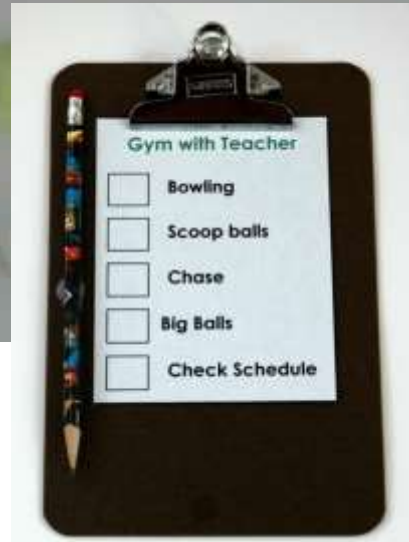 Gym with Teacher
Bowling
Scoop balls
Chase
Big Balls
Check Schedule